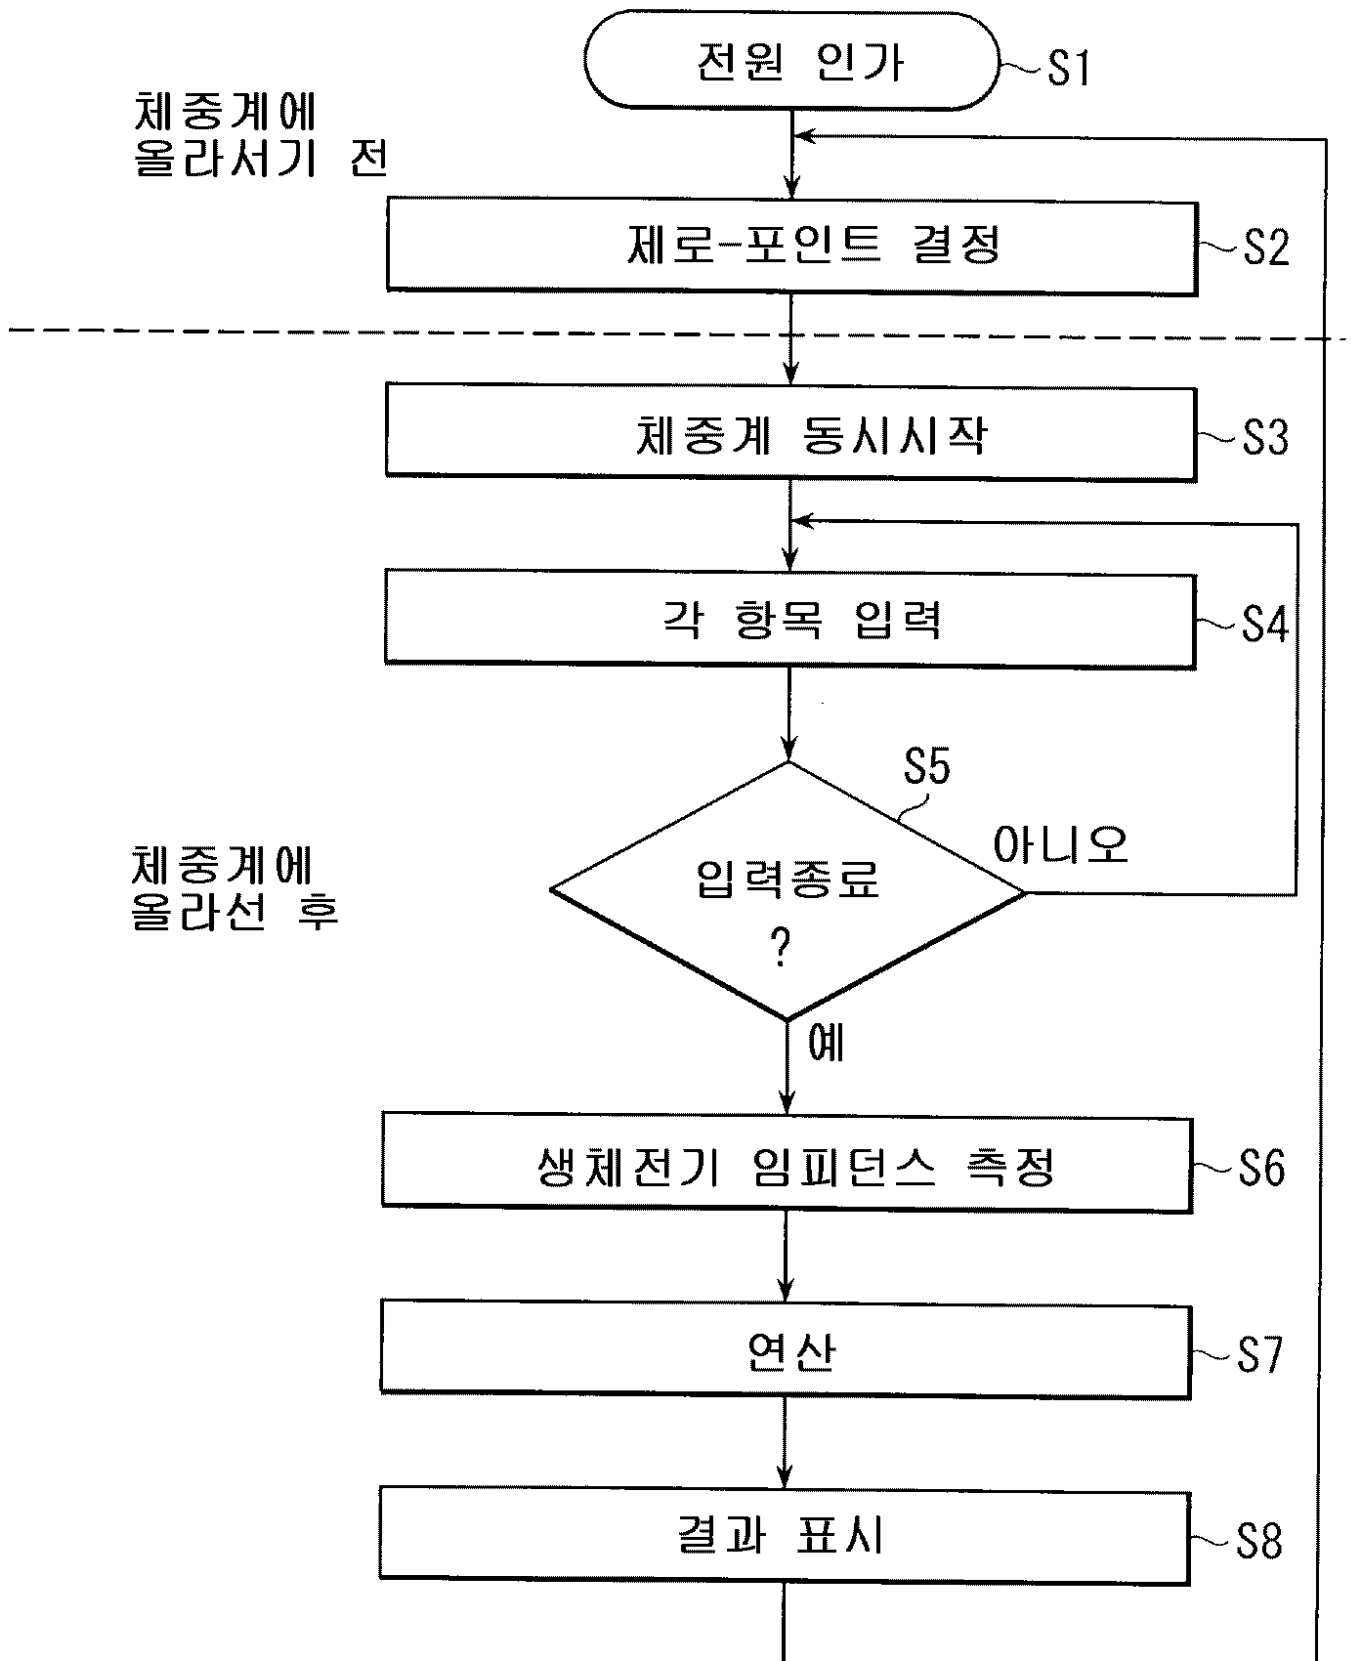 전원 인가
S1
체중계에
올라서기 전
제로-포인트 결정
S2
체중계 동시시작
S3
각 항목 입력
S4
S5
아니오
입력종료
?
체중계에
올라선 후
예
생체전기 임피던스 측정
S6
연산
S7
결과 표시
S8